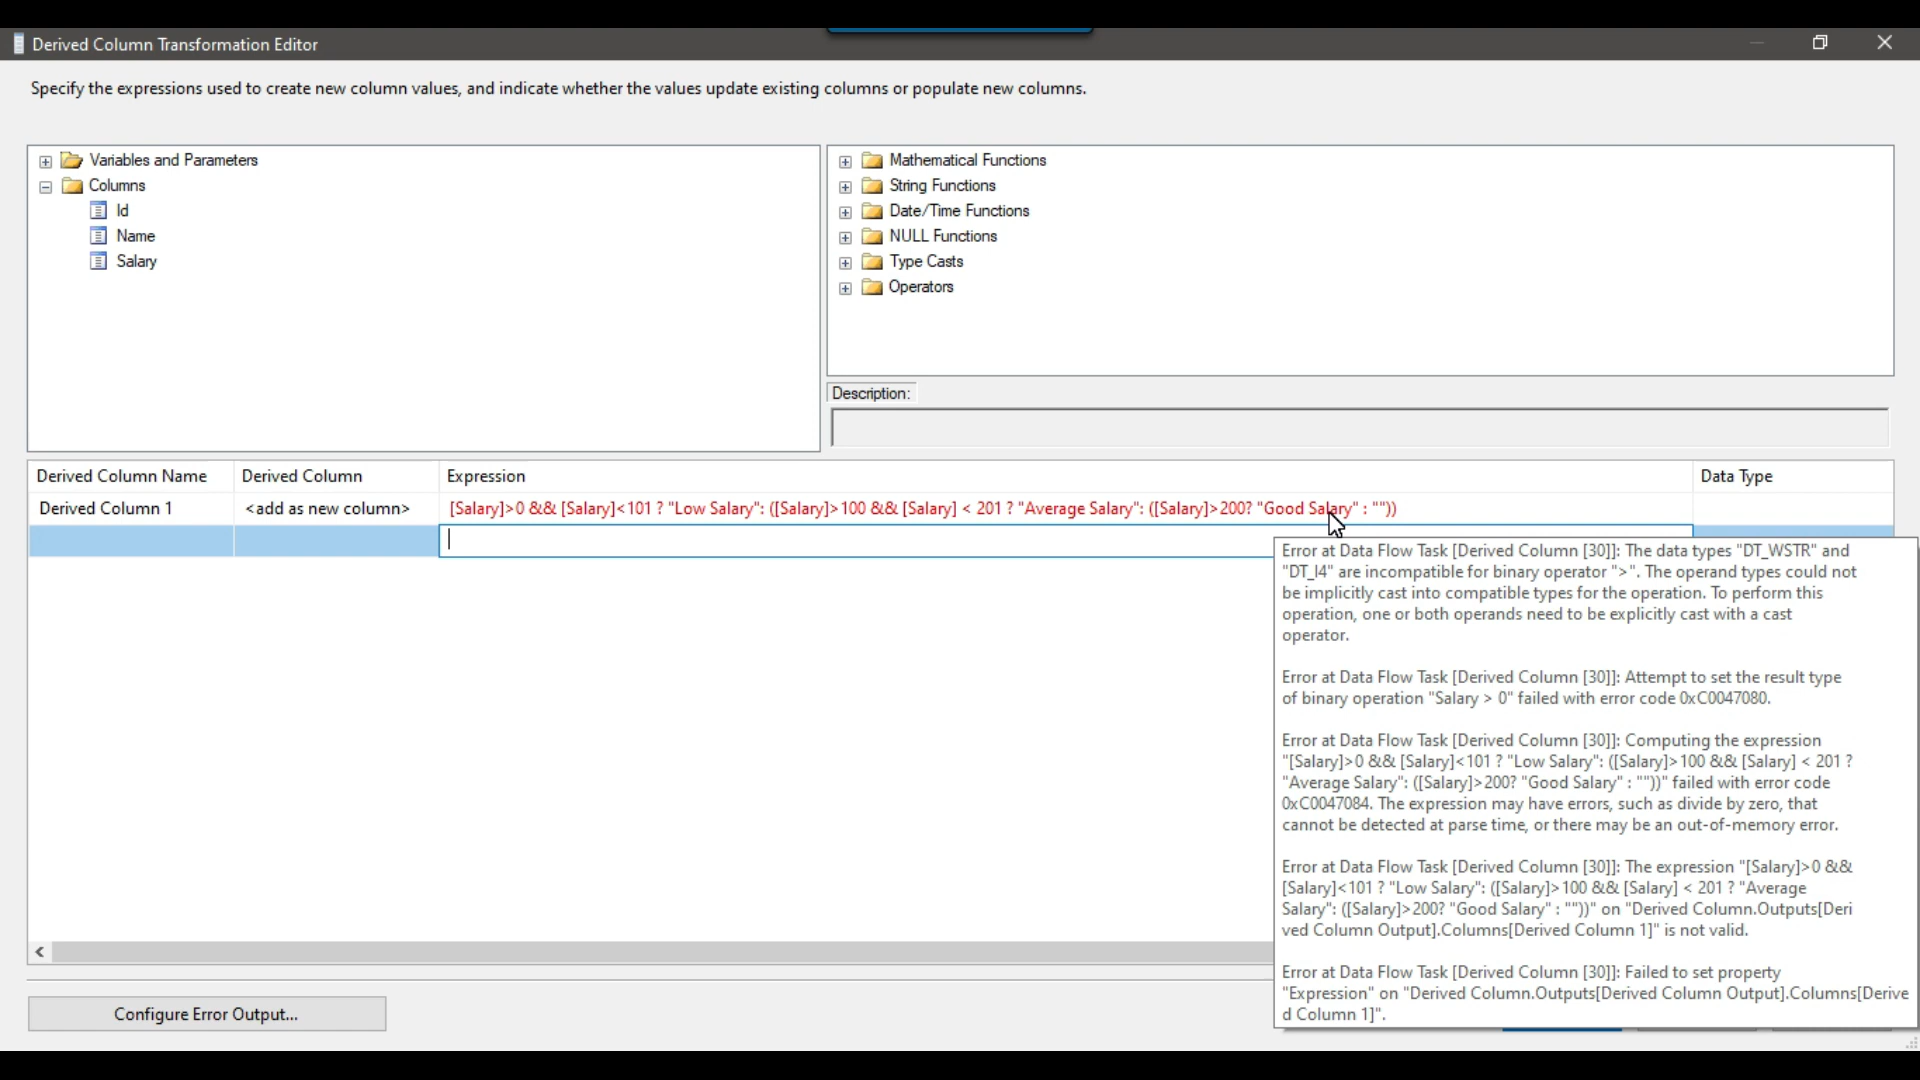 Derived Column Transformation Editor
Specify the expressions used to create new column values, and indicate whether the values update existing columns or populate new columns.
Variables and Parameters
Columns
Id
Name
Salary
Mathematical Functions
String Functions
Date/Time Functions
NULL Functions
Type Casts
Operators
Description:
Derived Column Name Derived Column Expression Data Type
Derived Column 1 <add as new column> [Salary]>0 && [Salary]<101 ? "Low Salary": ([Salary]>100 && [Salary] < 201 ? "Average Salary": ([Salary]>200? "Good Salary" : ""))
Error at Data Flow Task [Derived Column [30]]: The data types "DT_WSTR" and
"DT_I4" are incompatible for binary operator ">". The operand types could not
be implicitly cast into compatible types for the operation. To perform this
operation, one or both operands need to be explicitly cast with a cast
operator.
Error at Data Flow Task [Derived Column [30]]: Attempt to set the result type
of binary operation "Salary > 0" failed with error code 0xC0047080.
Error at Data Flow Task [Derived Column [30]]: Computing the expression
"[Salary]>0 && [Salary]<101 ? "Low Salary": ([Salary]>100 && [Salary] < 201 ?
"Average Salary": ([Salary]>200? "Good Salary" : ""))" failed with error code
0xC0047084. The expression may have errors, such as divide by zero, that
cannot be detected at parse time, or there may be an out-of-memory error.
Error at Data Flow Task [Derived Column [30]]: The expression "[Salary]>0 &&
[Salary]<101 ? "Low Salary": ([Salary]>100 && [Salary] < 201 ? "Average
Salary": ([Salary]>200? "Good Salary" : ""))" on "Derived Column.Outputs[Deri
ved Column Output].Columns[Derived Column 1]" is not valid.
Error at Data Flow Task [Derived Column [30]]: Failed to set property
"Expression" on "Derived Column.Outputs[Derived Column Output].Columns[Derive
d Column 1]".
Configure Error Output...